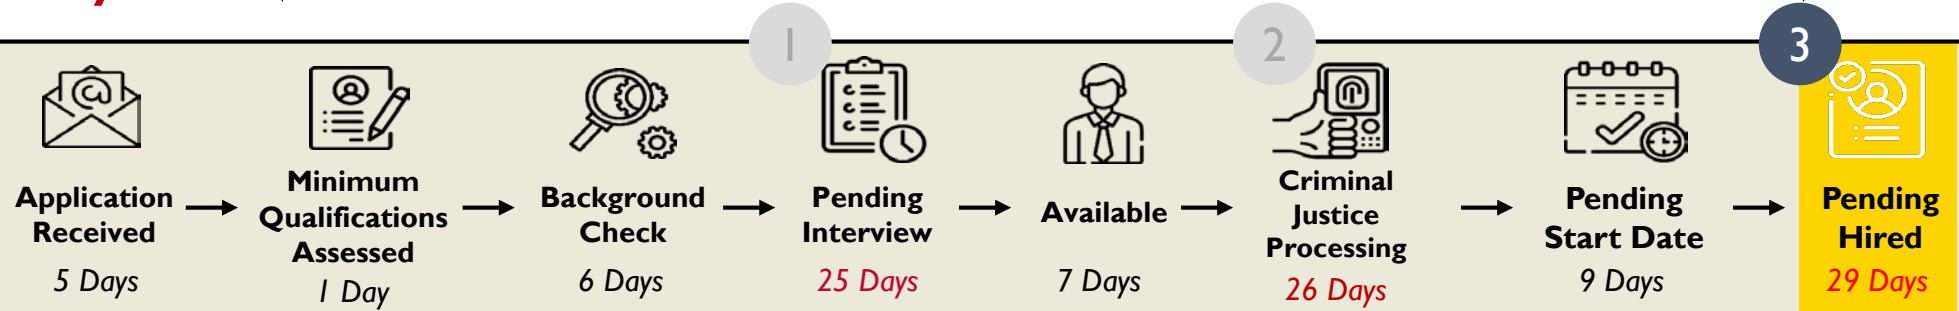 1
2
3
Application
Received
5 Days
Minimum
Qualifications
Assessed
1 Day
Background
Check
6 Days
Pending
Interview
25 Days
Available
7 Days
Criminal
Justice
Processing
26 Days
Pending
Start Date
9 Days
Pending
Hired
29 Days